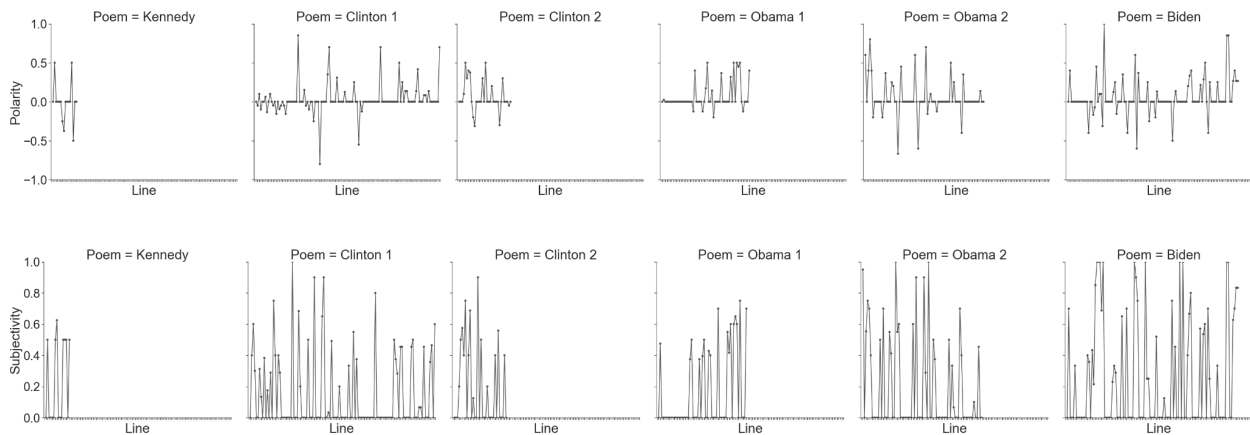 Poem = Kennedy
Poem = Clinton 1
Poem = Clinton 2
Poem = Obama 1
Poem = Obama 2
Poem = Biden
Polarity
1.0
0.5
0.0
−0.5
−1.0
Line
Line
Line
Line
Line
Line
Poem = Kennedy
Poem = Clinton 1
Poem = Clinton 2
Poem = Obama 1
Poem = Obama 2
Poem = Biden
Subjectivity
1.0
0.8
0.6
0.4
0.2
0.0
Line
Line
Line
Line
Line
Line